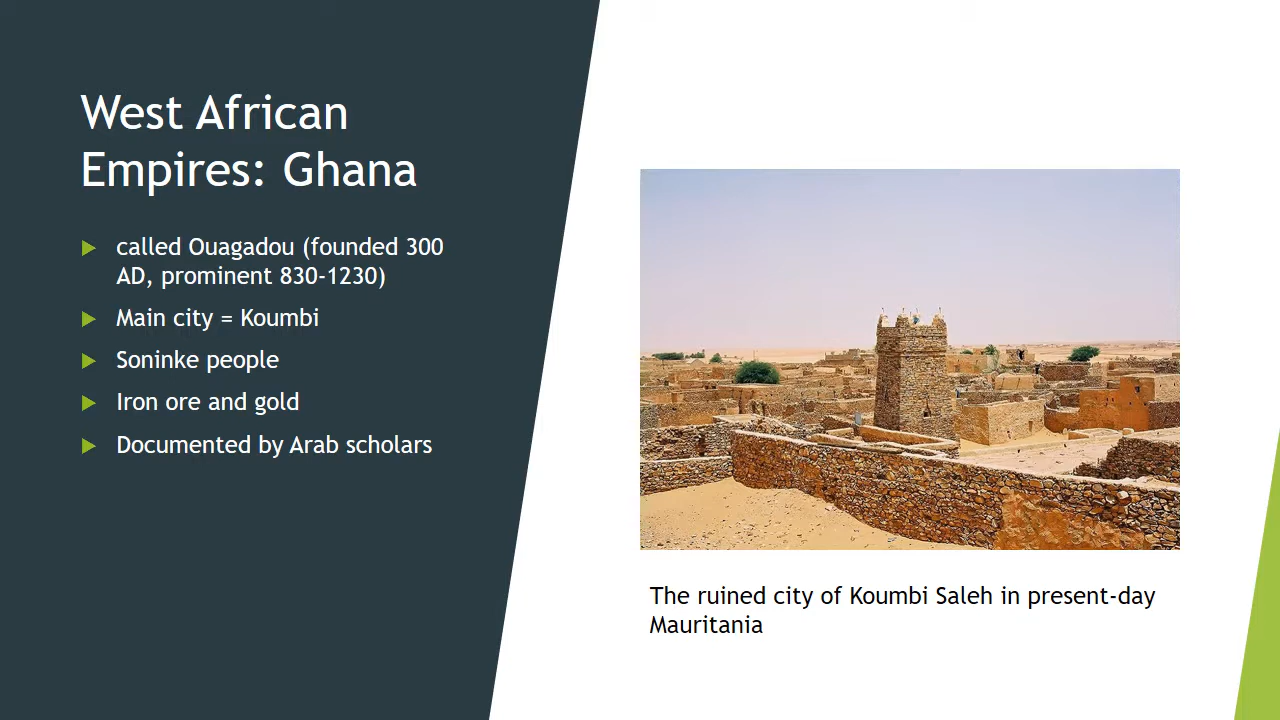 West African
Empires: Ghana
called Ouagadou (founded 300
AD, prominent 830-1230)
Main city = Koumbi
Soninke people
Iron ore and gold
Documented by Arab scholars
The ruined city of Koumbi Saleh in present-day
Mauritania